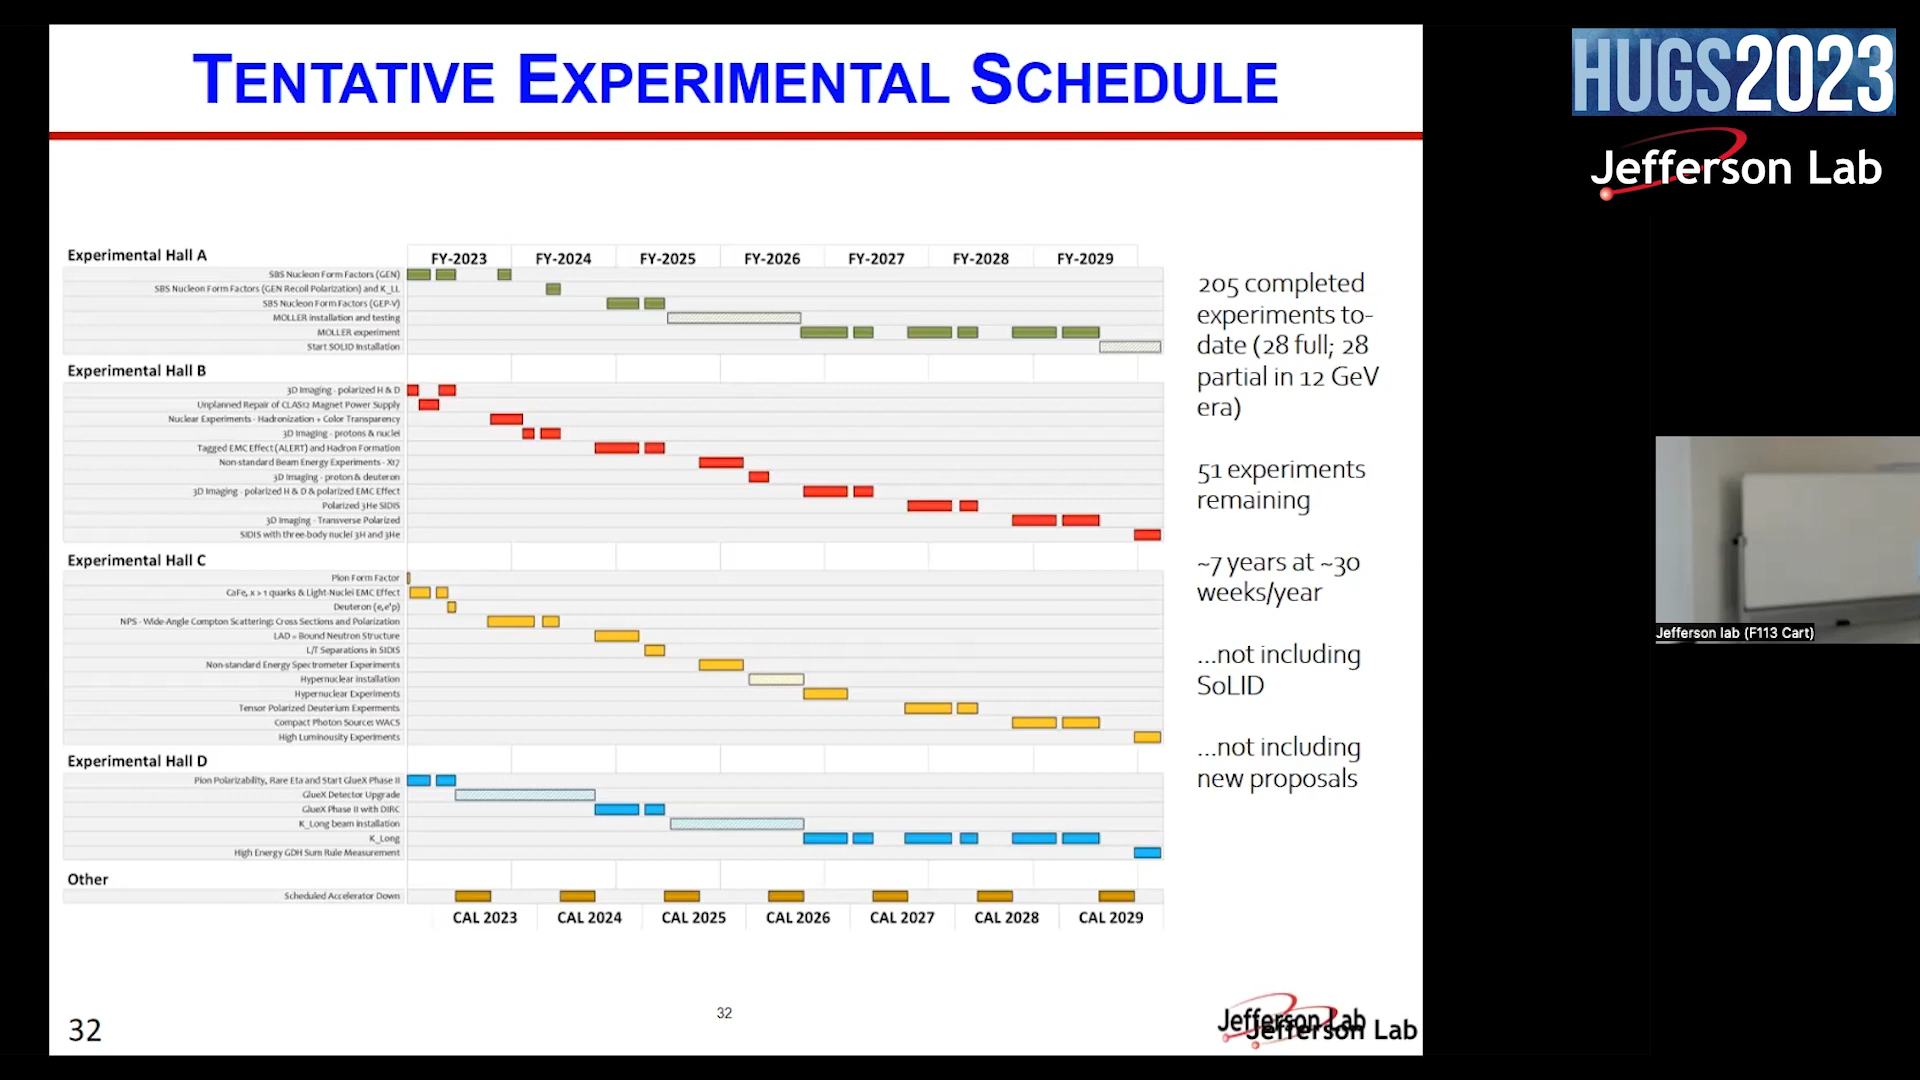 TENTATIVE EXPERIMENTAL SCHEDULE
HUGS2023
Jefferson Lab
Experimental Hall A
FY-2023 FY-2024 FY-2025 FY-2026 FY-2027 FY-2028 FY-2029
SBS Nucleon Form Factors (GEN)
SBS Nucleon Form Factors (GEN Recoil Polarization) and K_LL
SBS Nucleon Form Factors (GEP-V)
MOLLER installation and testing
MOLLER experiment
Start SOLID Installation
Experimental Hall B
3D Imaging - polarized H & D
Unplanned Repair of CLAS12 Magnet Power Supply
Nuclear Experiments - Hadronization + Color Transparency
3D Imaging - protons & nuclei
Tagged EMC Effect (ALERT) and Hadron Formation
Non-standard Beam Energy Experiments - X17
3D Imaging - proton & deuteron
3D Imaging - polarized H & D & polarized EMC Effect
Polarized 3He SIDIS
3D Imaging - Transverse Polarized
SIDIS with three-body nuclei 3H and 3He
Experimental Hall C
Pion Form Factor
CaFe, x > 1 quarks & Light-Nuclei EMC Effect
Deuteron (e,e'p)
NPS - Wide-Angle Compton Scattering; Cross Sections and Polarization
LAD = Bound Neutron Structure
L/T Separations in SIDIS
Non-standard Energy Spectrometer Experiments
Hypernuclear installation
Hypernuclear Experiments
Tensor Polarized Deuterium Experments
Compact Photon Source: WACS
High Luminousity Experiments
Experimental Hall D
Pion Polarizability, Rare Eta and Start GlueX Phase II
GlueX Detector Upgrade
GlueX Phase II with DIRC
K_Long beam installation
K_Long
High Energy GDH Sum Rule Measurement
Other
Scheduled Accelerator Down
CAL 2023 CAL 2024 CAL 2025 CAL 2026 CAL 2027 CAL 2028 CAL 2029
205 completed
experiments to-
date (28 full; 28
partial in 12 GeV
era)
51 experiments
remaining
~7 years at ~30
weeks/year
...not including
SoLID
...not including
new proposals
Jefferson lab (F113 Cart)
32
32
Jefferson Lab
Jefferson Lab